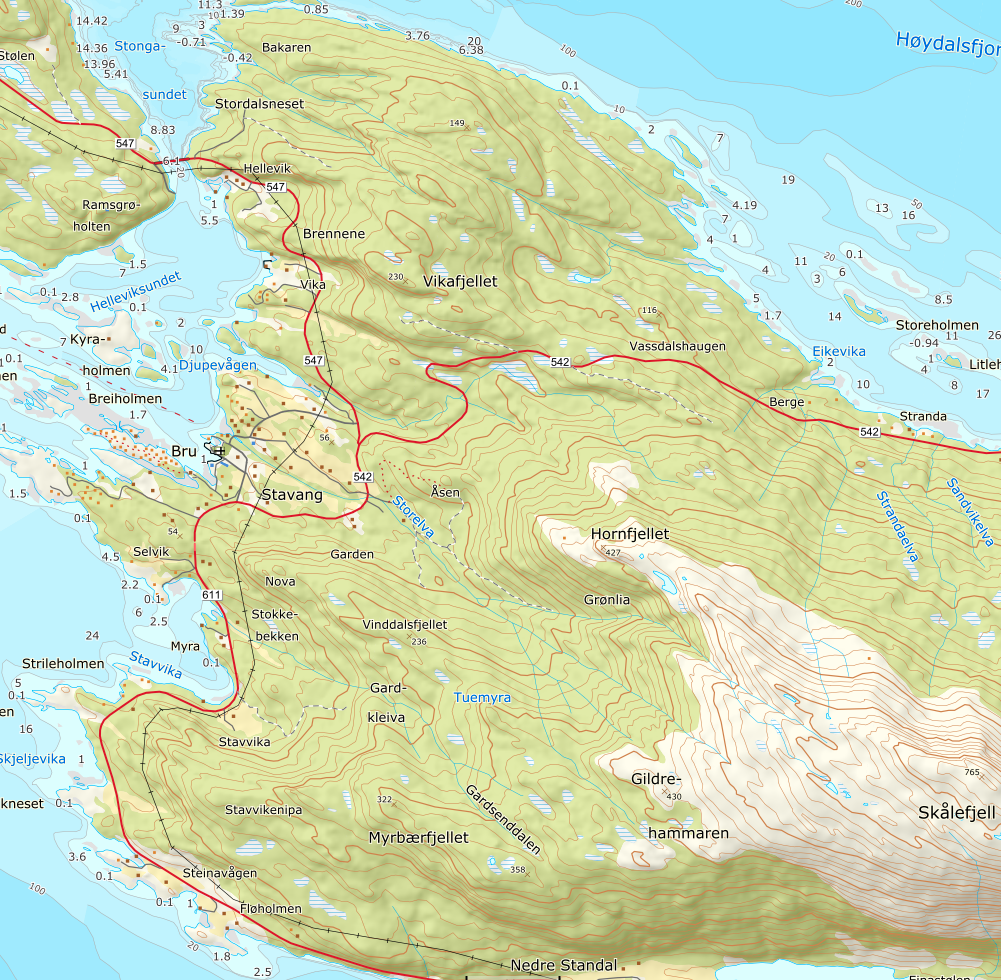 11.3
14.42
9
3
10
1.39
0.85
200
Stonga-
-0.71
3.76
20
6.38
Høydalsfjor
14.36
Bakaren
100
Stølen
13.96
-0.42
5.41
0.1
sundet
Stordalsneset
10
149
8.83
2
547
7
6.1
20
Hellevik
19
547
Ramsgrø-
1
4.19
50
13
16
holten
5.5
7
Brennene
4
1
20
0.1
1.5
11
7
4
3
6
Helleviksundet
230
Vikafjellet
Vika
0.1
2.8
5
8.5
0.1
116
1.7
14
26
2
Storeholmen
d
7
Kyra-
10
Vassdalshaugen
11
-0.94
0.1
547
542
Eikevika
2
Litleh
4.1
Djupevågen
holmen
4
en
1
10
8
17
Breiholmen
Berge
1.7
Stranda
56
542
Bru
1
1
542
1.5
Stavang
Åsen
Storelva
Strandaelva
Sandvikelva
0.1
54
Hornfjellet
Selvik
Garden
427
4.5
2.2
Nova
0.1
611
Grønlia
6
2.5
Stokke-
Vinddalsfjellet
24
bekken
236
Myra
Strileholmen
0.1
Stavvika
5
0.1
Gard-
Tuemyra
en
kleiva
16
Stavvika
Skjeljevika
1
765
Gildre-
322
430
kneset
0.1
Stavvikenipa
Gardsenddalen
Skålefjell
Myrbærfjellet
hammaren
3.6
358
0.1
Steinavågen
100
0.1
1
Fløholmen
20
1.8
Nedre Standal
2.5